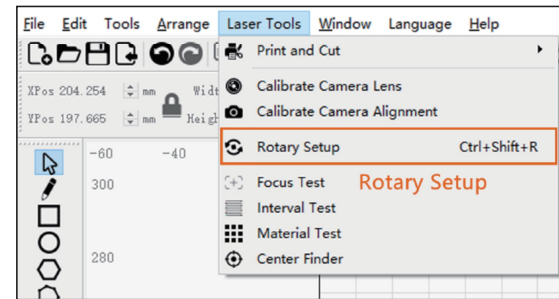 File Edit Tools Arrange Laser Tools Window Language Help
Print and Cut
XPos 204.254 mm
Calibrate Camera Lens
Calibrate Camera Alignment
YPos 197.665 mm
Rotary Setup Ctrl+Shift+R
-60 -40
300
Focus Test
Rotary Setup
Interval Test
Material Test
280
Center Finder